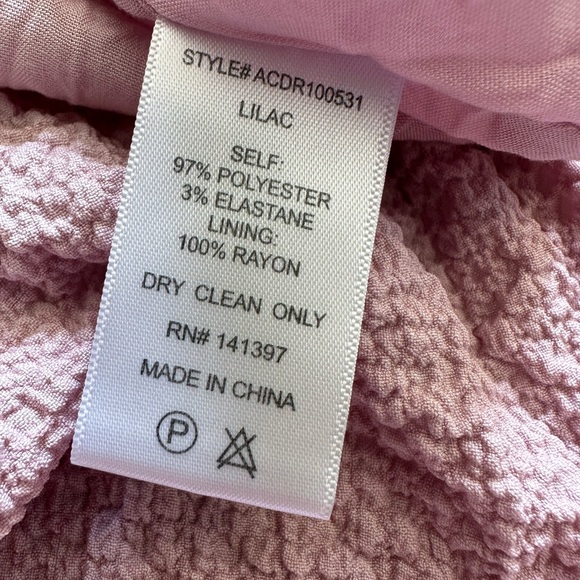 STYLE# ACDR100531
LILAC
SELF:
97% POLYESTER
3% ELASTANE
LINING:
100% RAYON
DRY CLEAN ONLY
RN# 141397
MADE IN CHINA
P